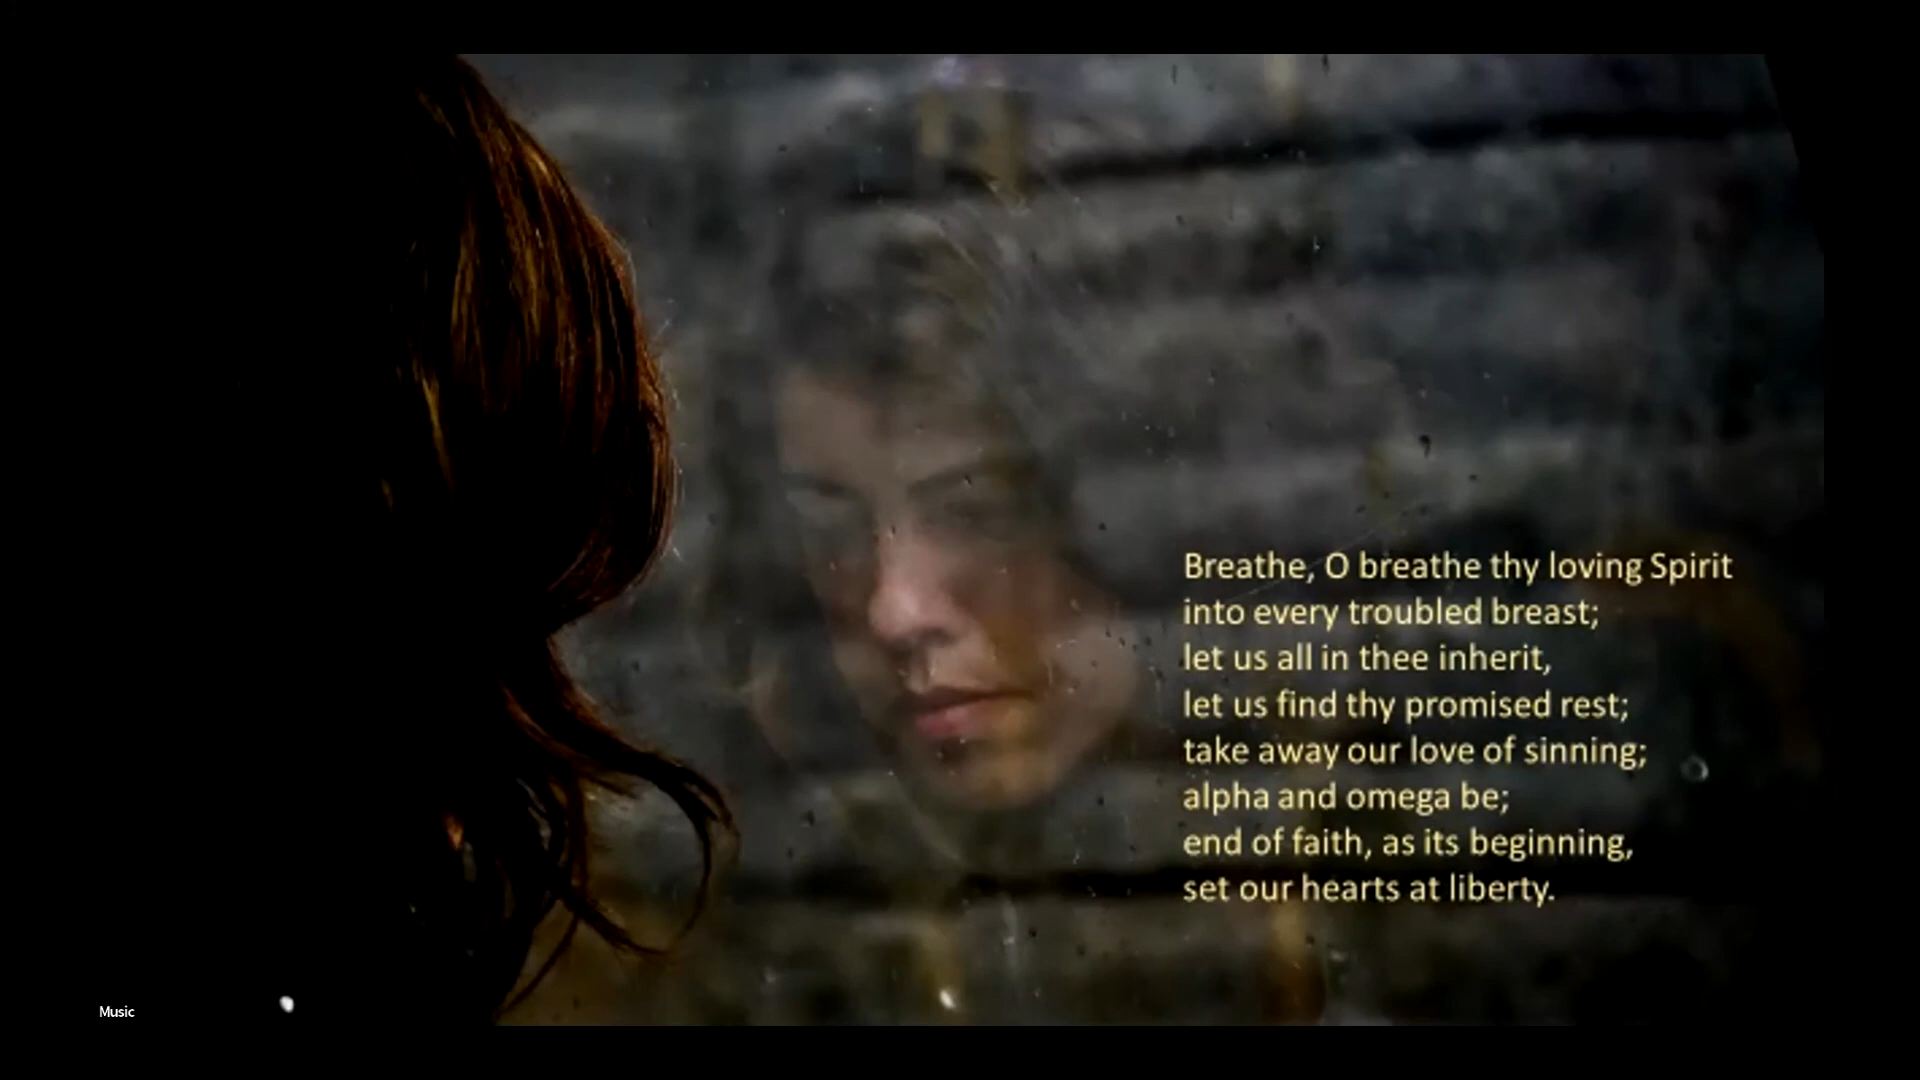 Breathe, O breathe thy loving Spirit
into every troubled breast;
let us all in thee inherit,
let us find thy promised rest;
take away our love of sinning;
alpha and omega be;
end of faith, as its beginning,
set our hearts at liberty.
Music